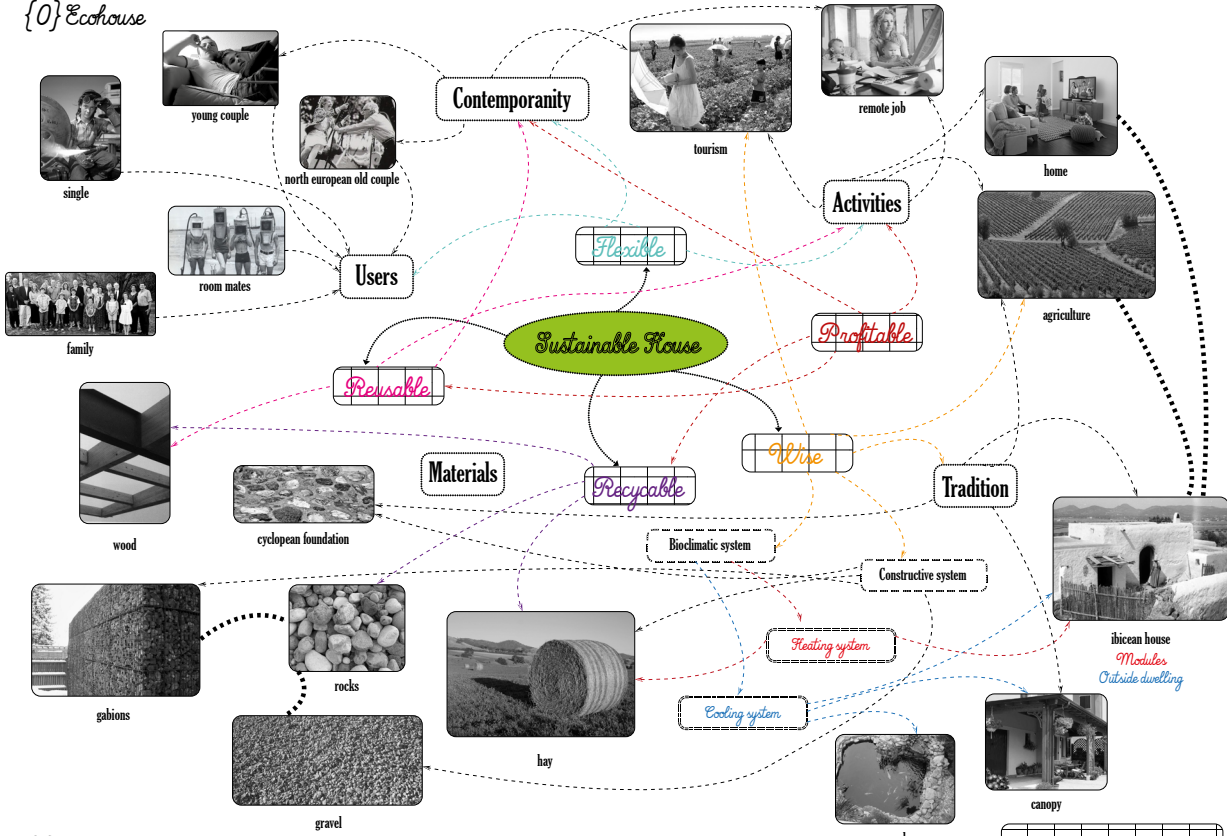 {0} Ecohouse
young couple
single
north european old couple
room mates
family
Users
Contemporanity
tourism
remote job
home
Activities
agriculture
Flexible
Sustainable House
Profitable
Reusable
Wise
Recycable
Materials
Tradition
wood
cyclopean foundation
Bioclimatic system
Constructive system
Heating system
Cooling system
gabions
rocks
gravel
hay
ibicean house
Modules
Outside dwelling
canopy